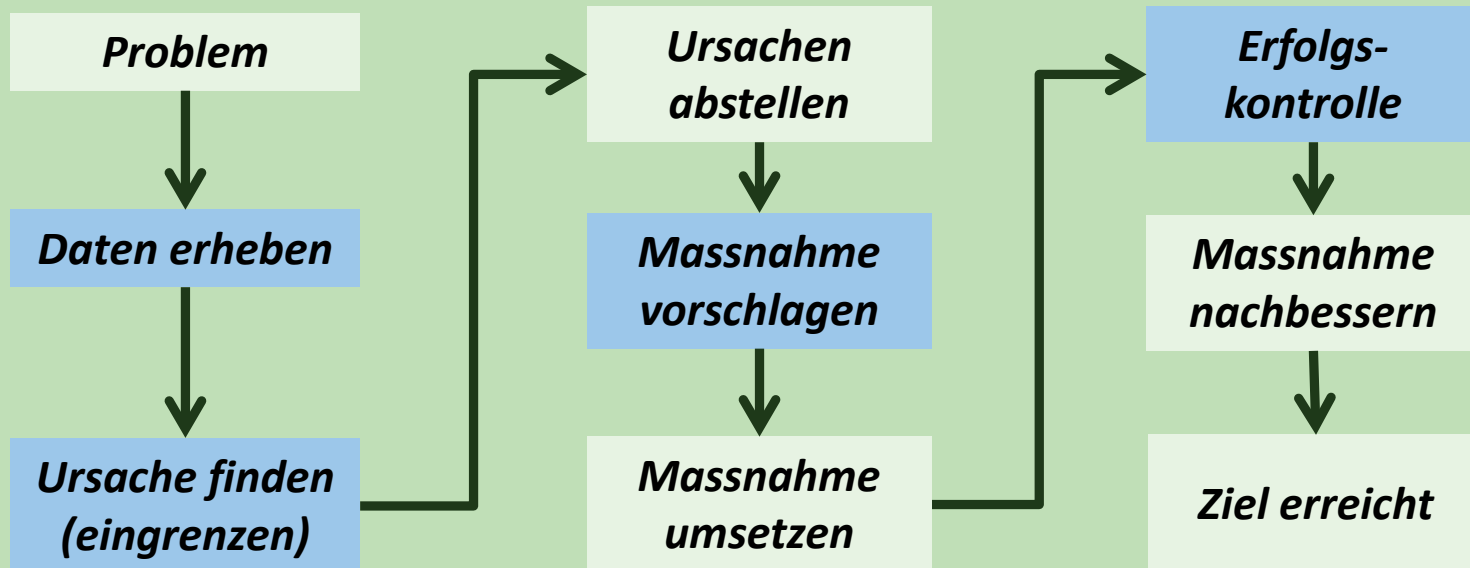 Problem
Daten erheben
Ursache finden
(eingrenzen)
Ursachen
abstellen
Massnahme
vorschlagen
Massnahme
umsetzen
Erfolgs-
kontrolle
Massnahme
nachbessern
Ziel erreicht